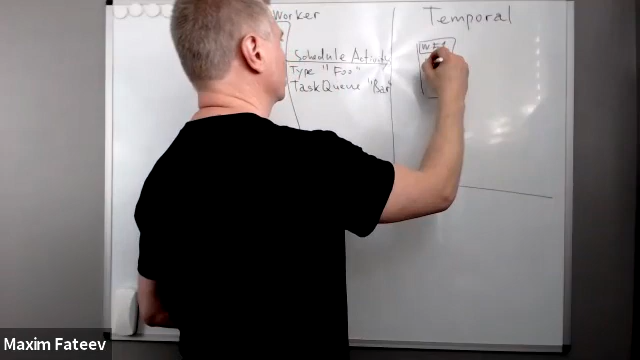 Worker
Temporal
Schedule Activity
Type "Foo"
TaskQueue "Bar"
Maxim Fateev